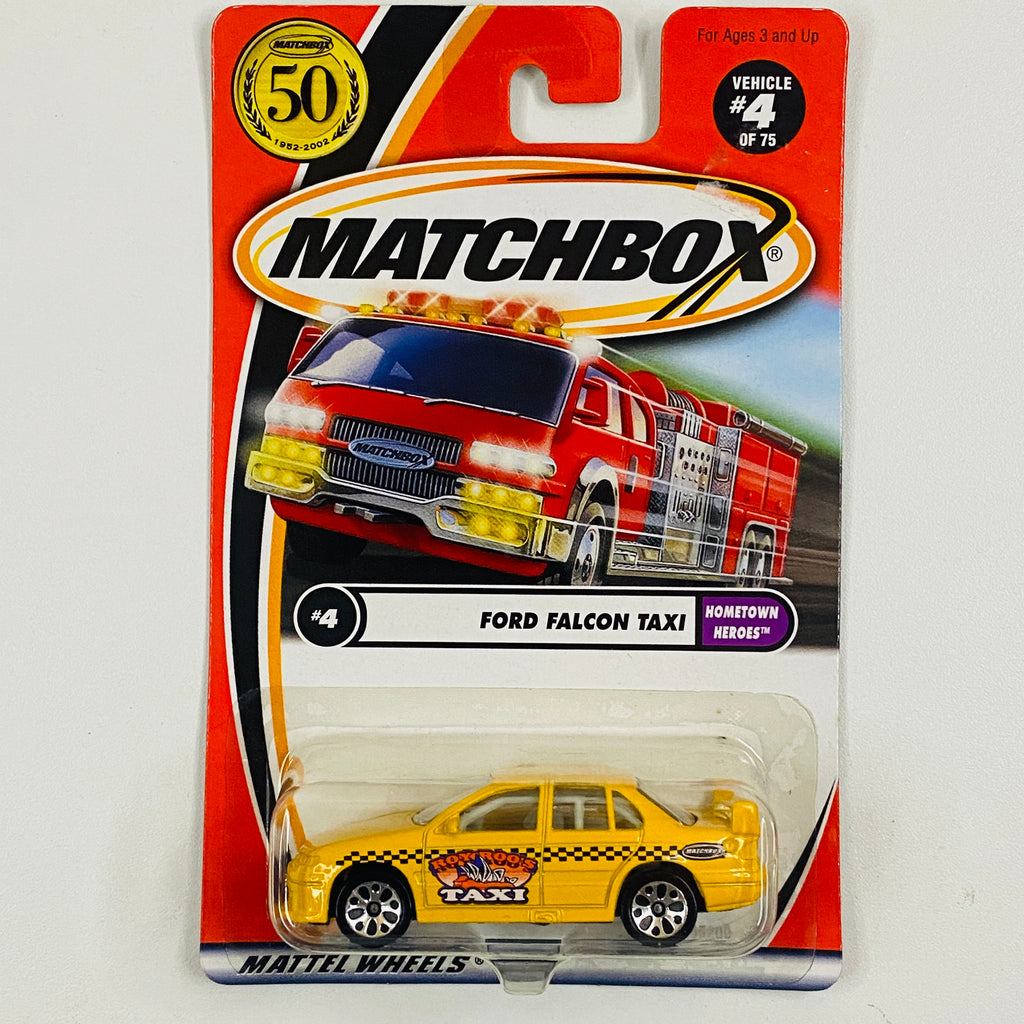 MATCHBOX
50
1952-2002
For Ages 3 and Up
VEHICLE
#4
OF 75
MATCHBOX®
MATCHBOX
#4
FORD FALCON TAXI
HOMETOWN
HEROES™
MATCHBOX
ROY ROO'S
TAXI
MATTEL WHEELS®